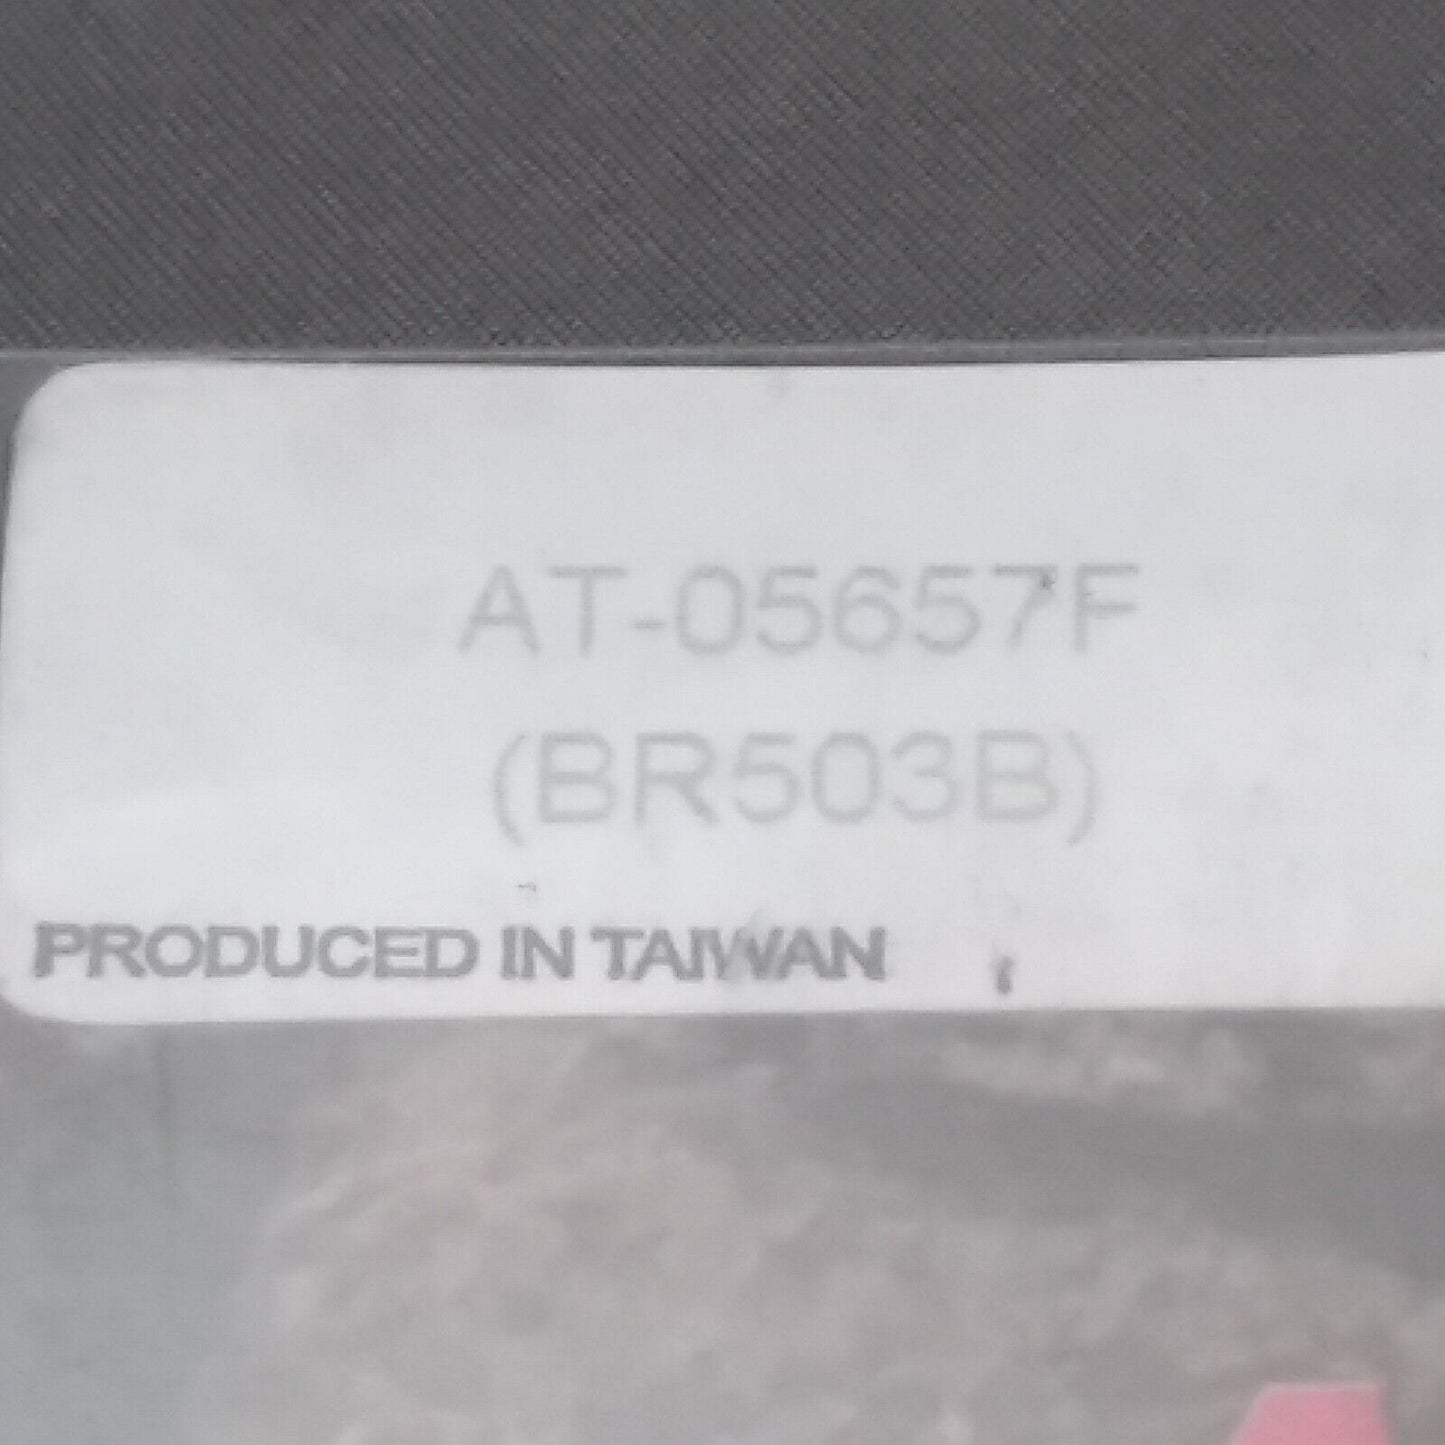 AT-05657F
(BR503B)
PRODUCED IN TAIWAN